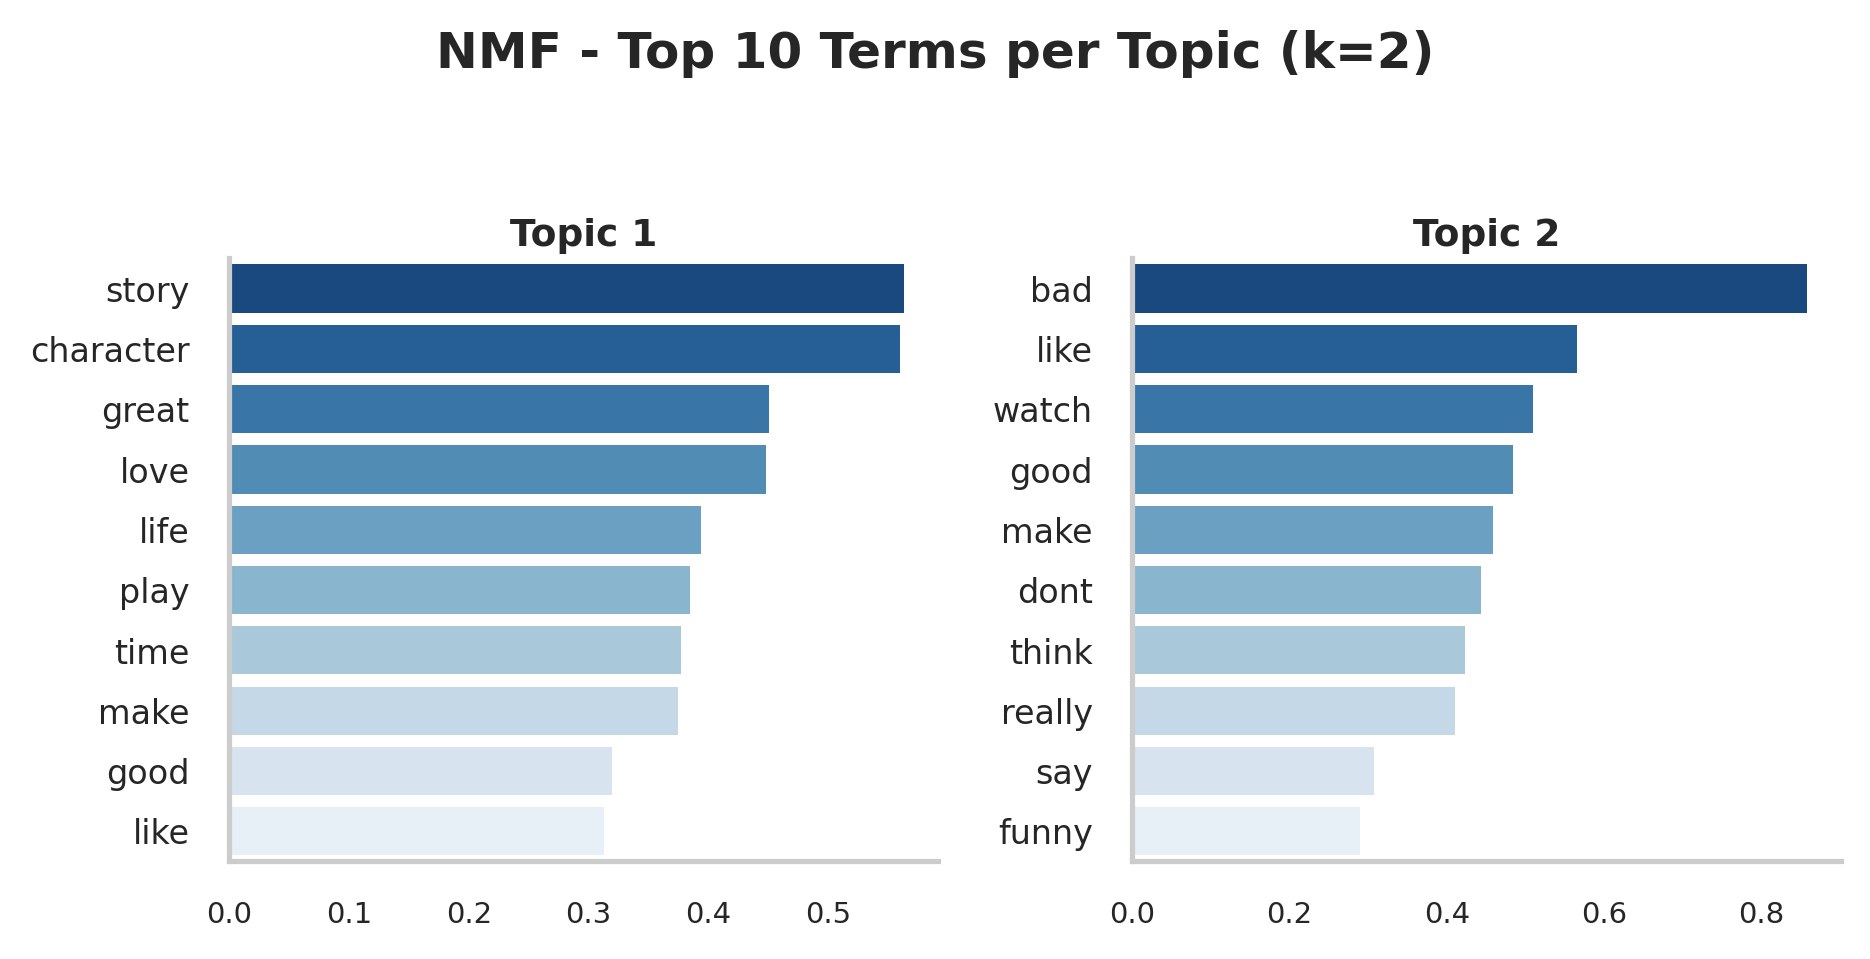 NMF - Top 10 Terms per Topic (k=2)
Topic 1
story
character
great
love
life
play
time
make
good
like
0.0 0.1 0.2 0.3 0.4 0.5
Topic 2
bad
like
watch
good
make
dont
think
really
say
funny
0.0 0.2 0.4 0.6 0.8